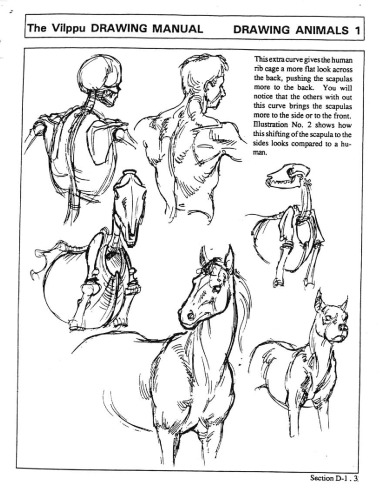 The Vilppu DRAWING MANUAL DRAWING ANIMALS 1
This extra curve gives the human
rib cage a more flat look across
the back, pushing the scapulas
more to the back. You will
notice that the others with out
this curve brings the scapulas
more to the side or to the front.
Illustration No. 2 shows how
this shifting of the scapula to the
sides looks compared to a hu-
man.
Section D-1 . 3